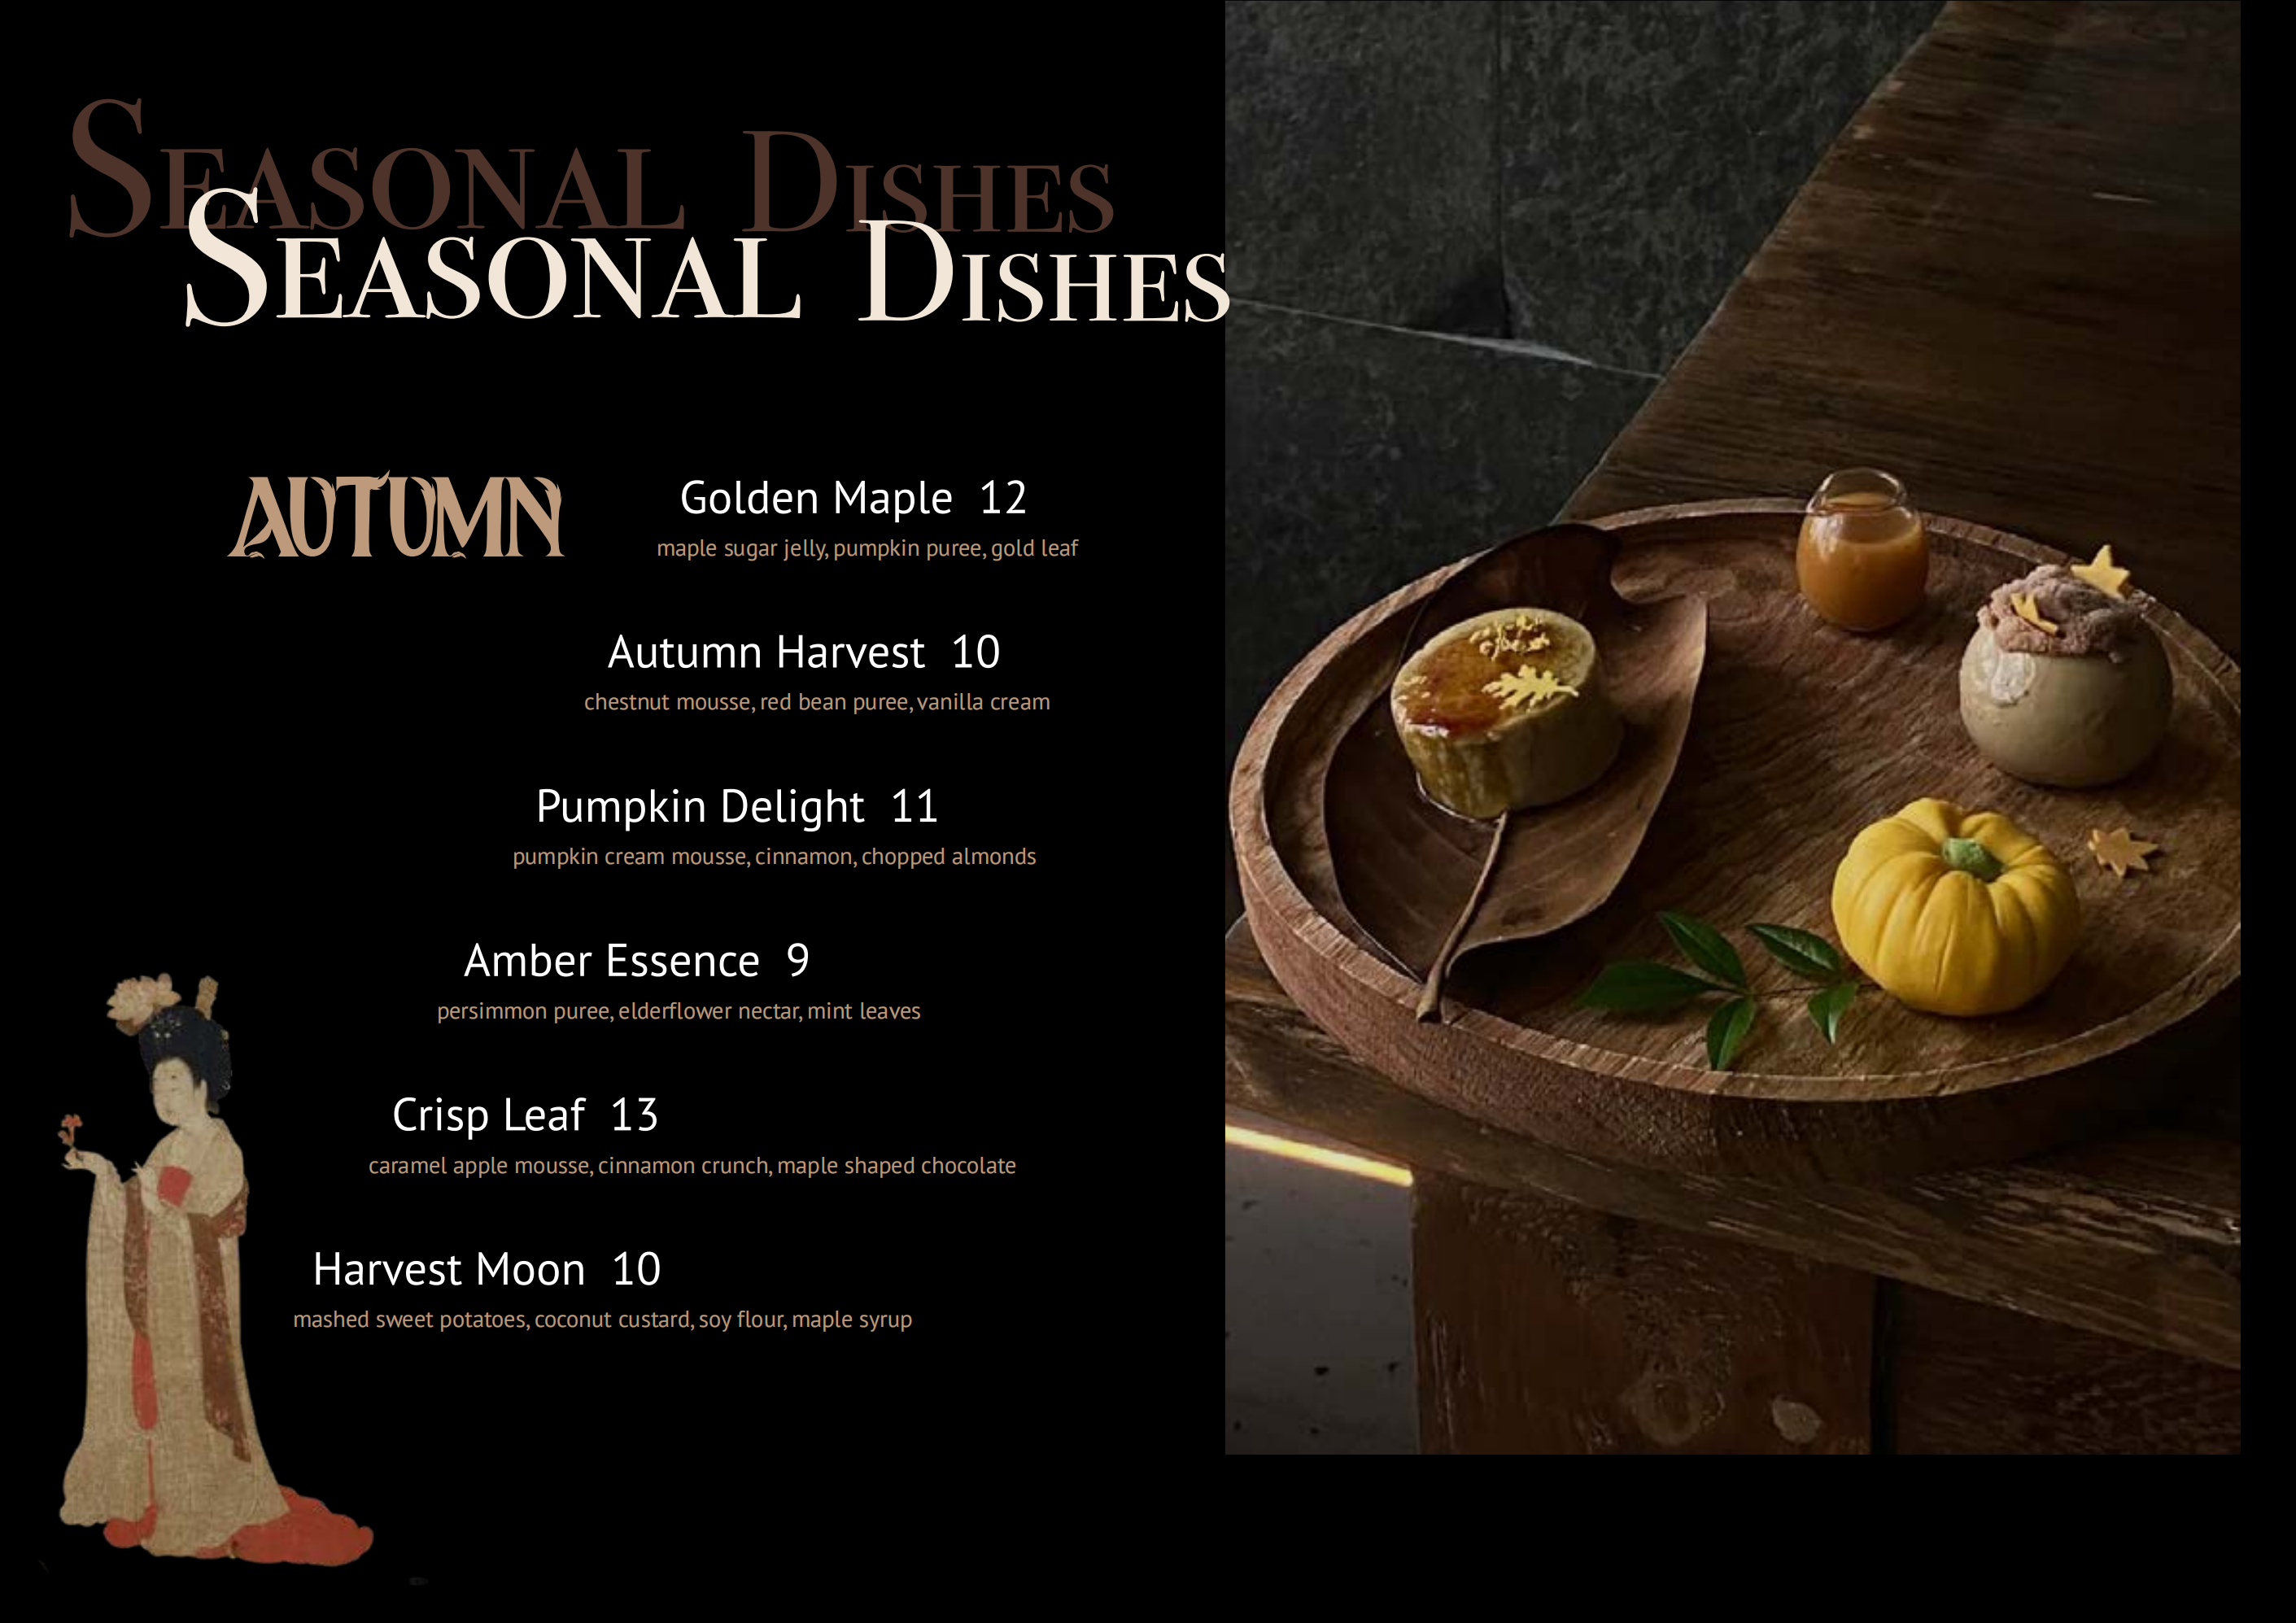 Seasonal Dishes
Seasonal Dishes
AUTUMN
Golden Maple 12
maple sugar jelly, pumpkin puree, gold leaf
Autumn Harvest 10
chestnut mousse, red bean puree, vanilla cream
Pumpkin Delight 11
pumpkin cream mousse, cinnamon, chopped almonds
Amber Essence 9
persimmon puree, elderflower nectar, mint leaves
Crisp Leaf 13
caramel apple mousse, cinnamon crunch, maple shaped chocolate
Harvest Moon 10
mashed sweet potatoes, coconut custard, soy flour, maple syrup